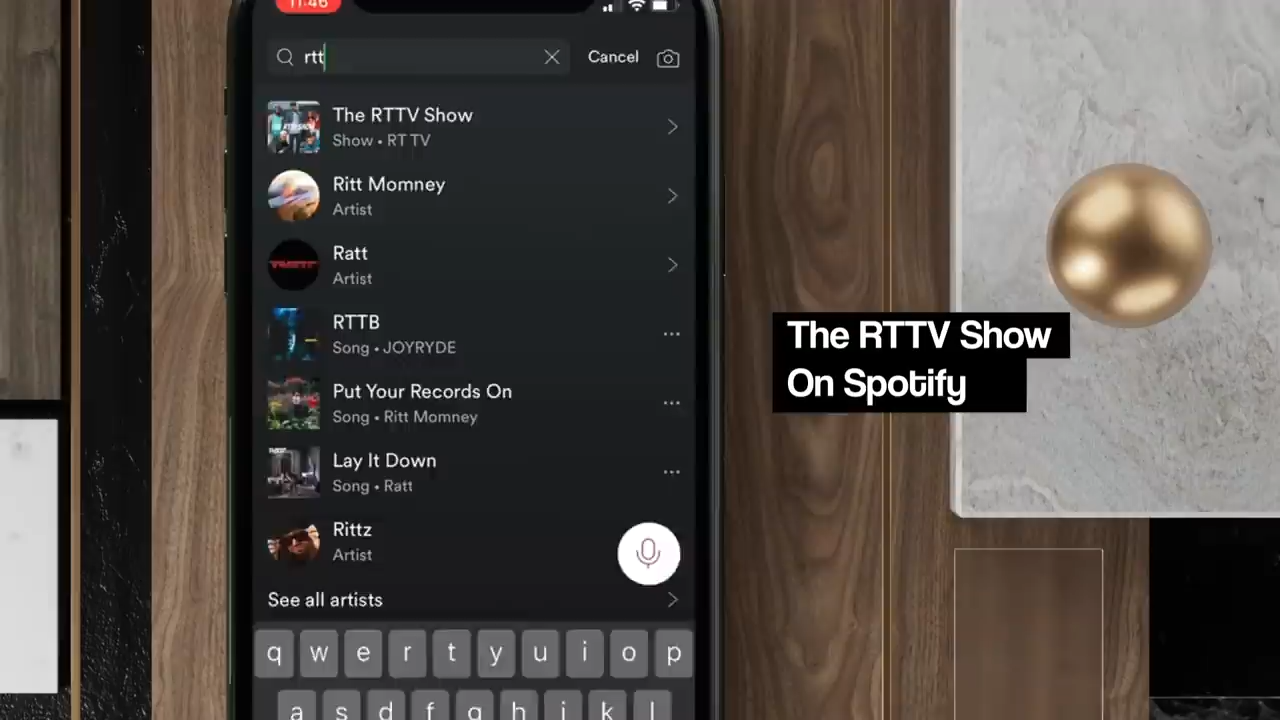 11:46
rtt
Cancel
The RTTV Show
Show • RT TV
Ritt Momney
Artist
Ratt
Artist
RTTB
Song • JOYRYDE
Put Your Records On
Song • Ritt Momney
Lay It Down
Song • Ratt
Rittz
Artist
See all artists
q w e r t y u i o p
a s d f g h j k l
The RTTV Show
On Spotify